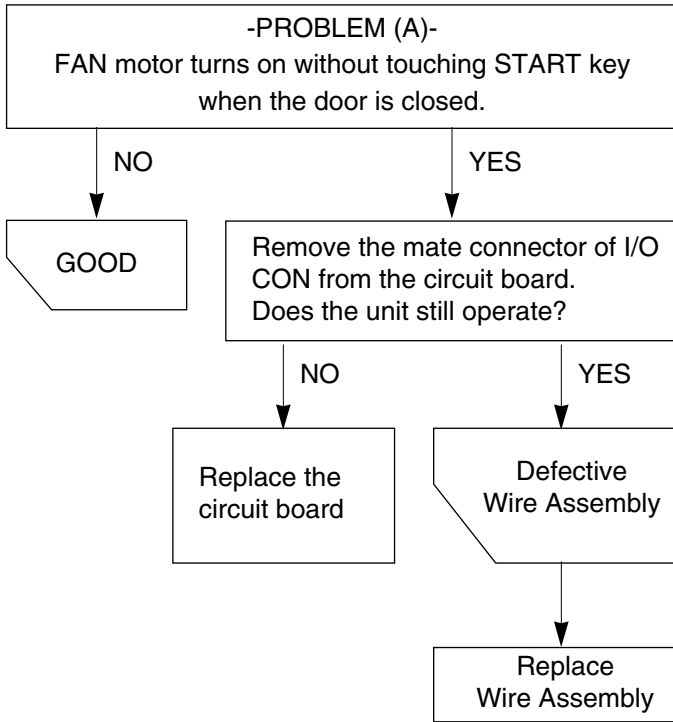 -PROBLEM (A)-
FAN motor turns on without touching START key
when the door is closed.
NO
YES
GOOD
Remove the mate connector of I/O
CON from the circuit board.
Does the unit still operate?
NO
YES
Replace the
circuit board
Defective
Wire Assembly
Replace
Wire Assembly